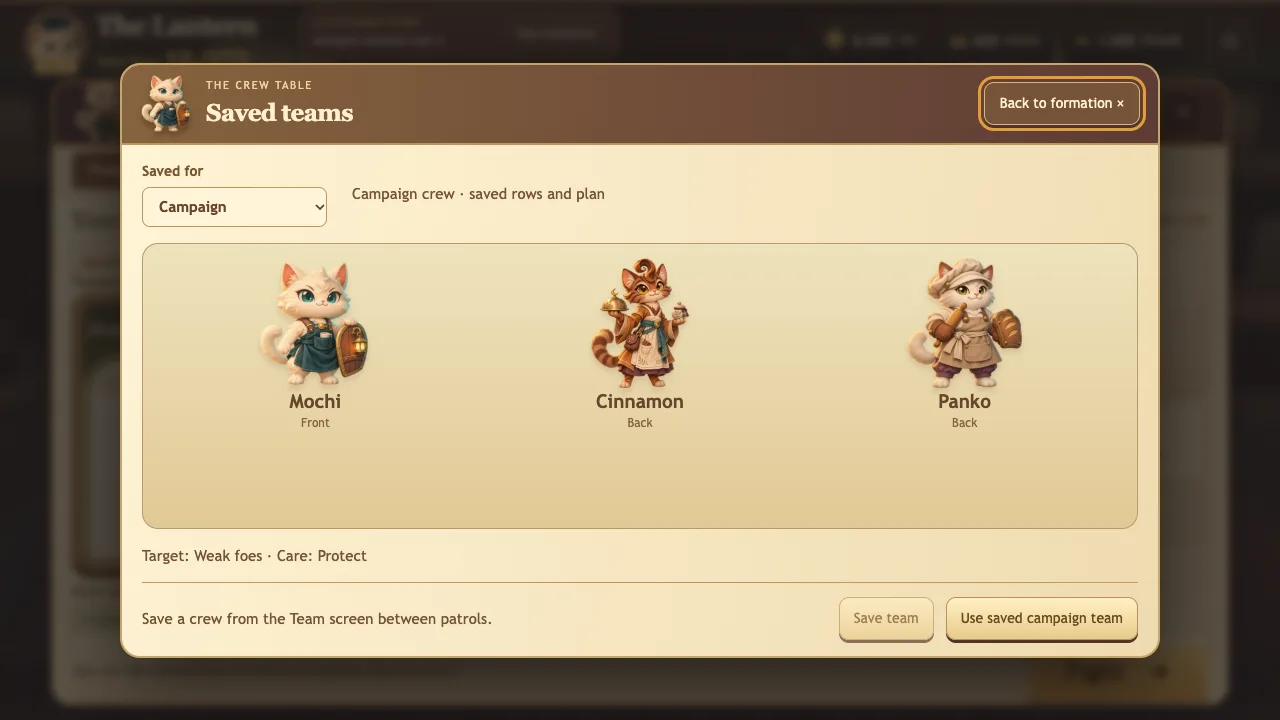 The Lantern
THE CREW TABLE
Saved teams
Back to formation ×
Saved for
Campaign
Campaign crew · saved rows and plan
Mochi
Front
Cinnamon
Back
Panko
Back
Target: Weak foes · Care: Protect
Save a crew from the Team screen between patrols.
Save team
Use saved campaign team